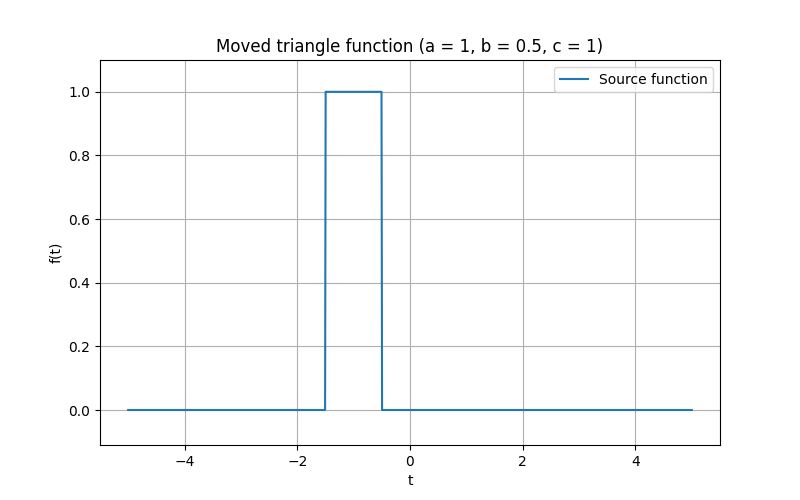 Moved triangle function (a = 1, b = 0.5, c = 1)
Source function
1.0
0.8
0.6
0.4
0.2
0.0
f(t)
−4 −2 0 2 4
t